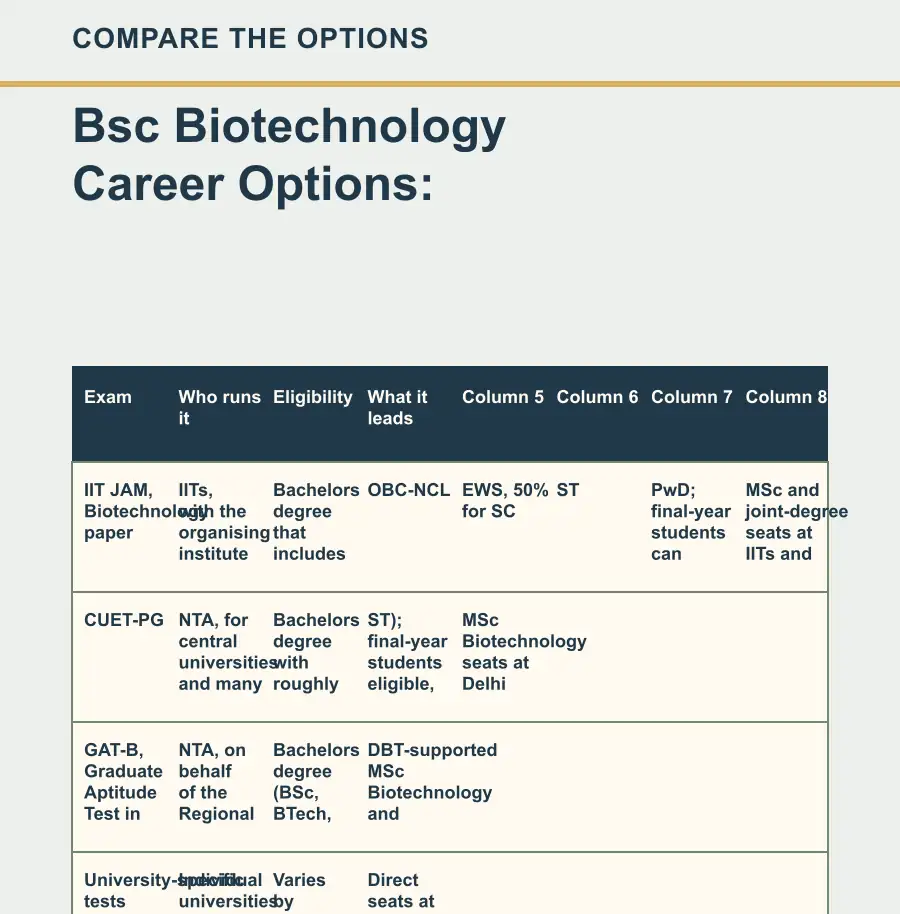 COMPARE THE OPTIONS
Bsc Biotechnology
Career Options:
Exam Who runs Eligibility What it Column 5 Column 6 Column 7 Column 8
it leads
IIT JAM, IITs, Bachelors OBC-NCL EWS, 50% ST PwD; MSc and
Biotechnology with the degree for SC final-year joint-degree
paper organising that students seats at
institute includes can IITs and
CUET-PG NTA, for Bachelors ST); MSc
central degree final-year Biotechnology
universities with students seats at
and many roughly eligible, Delhi
GAT-B, NTA, on Bachelors DBT-supported
Graduate behalf degree MSc
Aptitude of the (BSc, Biotechnology
Test in Regional BTech, and
University-specific Individual Varies Direct
tests universities by seats at